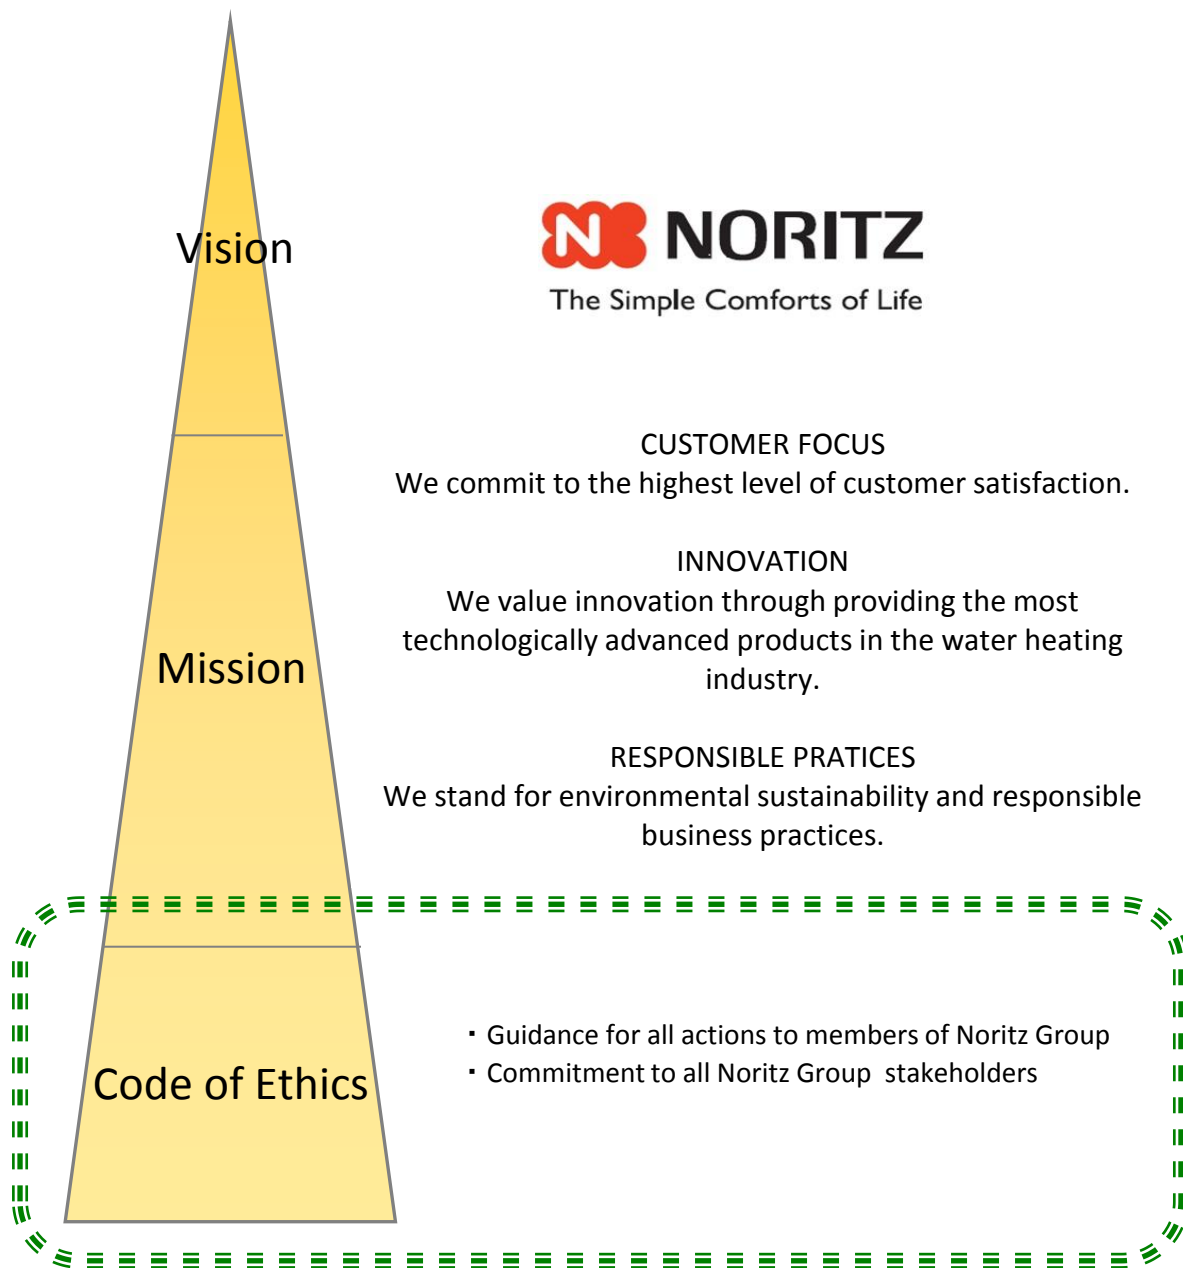 Vision
N NORITZ
The Simple Comforts of Life
CUSTOMER FOCUS
We commit to the highest level of customer satisfaction.
INNOVATION
We value innovation through providing the most
technologically advanced products in the water heating
industry.
Mission
RESPONSIBLE PRATICES
We stand for environmental sustainability and responsible
business practices.
Code of Ethics
・Guidance for all actions to members of Noritz Group
・Commitment to all Noritz Group stakeholders